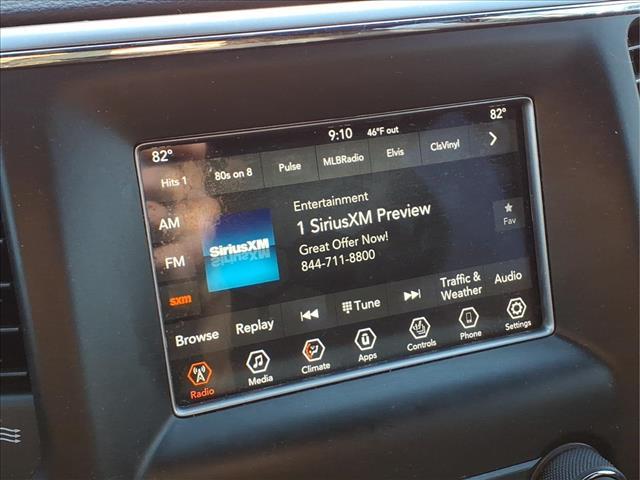 82° 9:10 46°F out 82°
Hits 1 80s on 8 Pulse MLBRadio Elvis ClsVinyl
AM
FM
sxm
SiriusXM
Entertainment
1 SiriusXM Preview
Great Offer Now!
844-711-8800
Fav
Browse Replay Tune Traffic & Weather Audio
Radio Media Climate Apps Controls Phone Settings